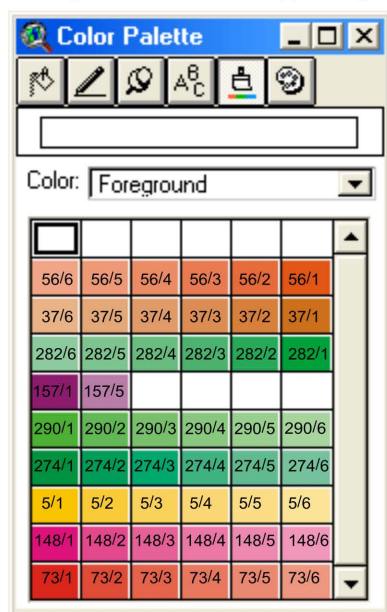 Color Palette
ABC
Color: Foreground
56/6 56/5 56/4 56/3 56/2 56/1
37/6 37/5 37/4 37/3 37/2 37/1
282/6 282/5 282/4 282/3 282/2 282/1
157/1 157/5
290/1 290/2 290/3 290/4 290/5 290/6
274/1 274/2 274/3 274/4 274/5 274/6
5/1 5/2 5/3 5/4 5/5 5/6
148/1 148/2 148/3 148/4 148/5 148/6
73/1 73/2 73/3 73/4 73/5 73/6